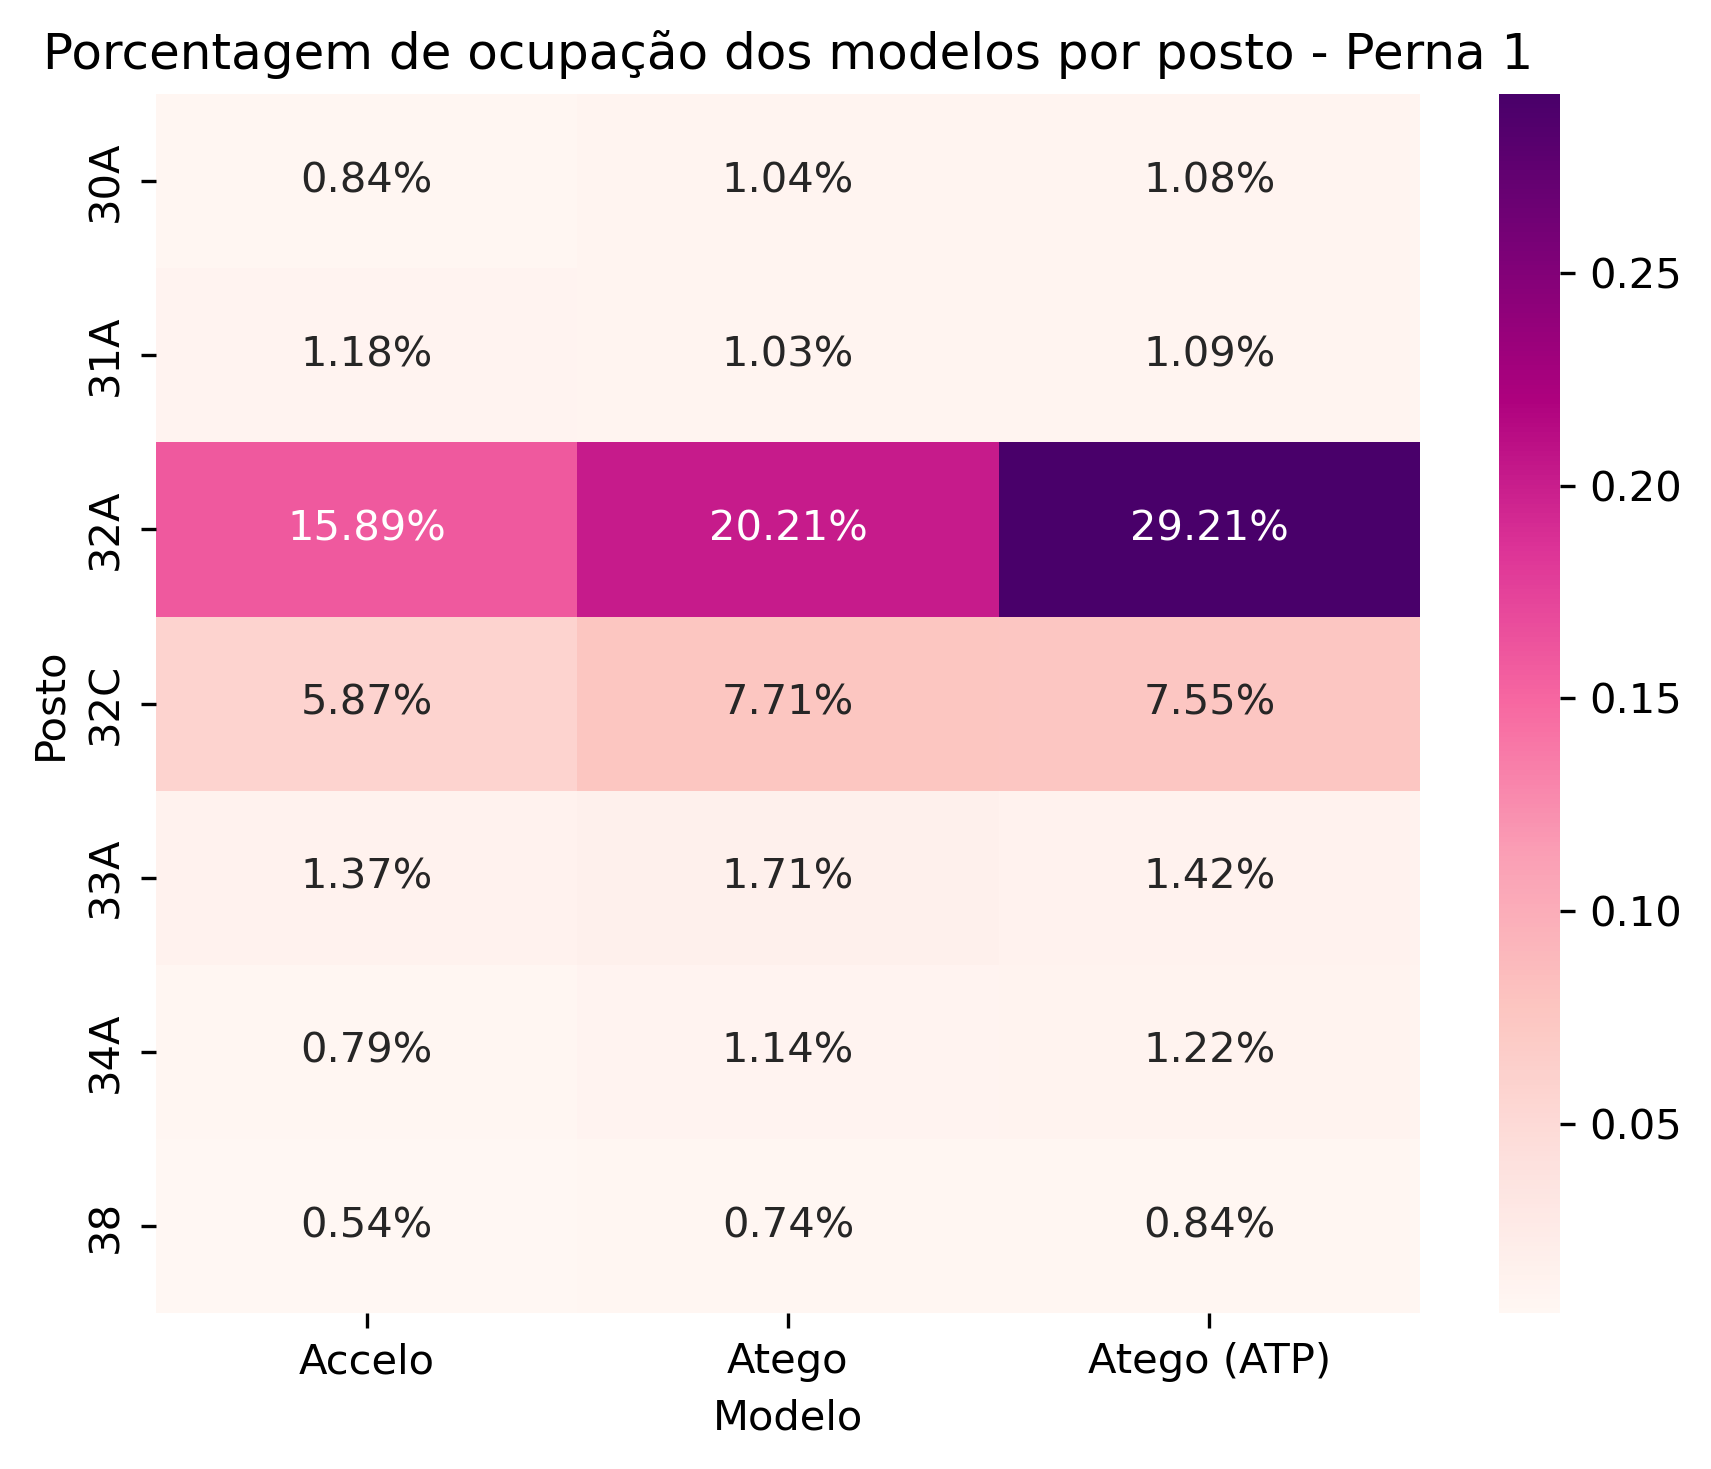 Porcentagem de ocupação dos modelos por posto - Perna 1
30A 0.84% 1.04% 1.08%
31A 1.18% 1.03% 1.09%
32A 15.89% 20.21% 29.21%
32C 5.87% 7.71% 7.55%
33A 1.37% 1.71% 1.42%
34A 0.79% 1.14% 1.22%
38 0.54% 0.74% 0.84%
Posto
Accelo Atego Atego (ATP)
Modelo
0.25
0.20
0.15
0.10
0.05